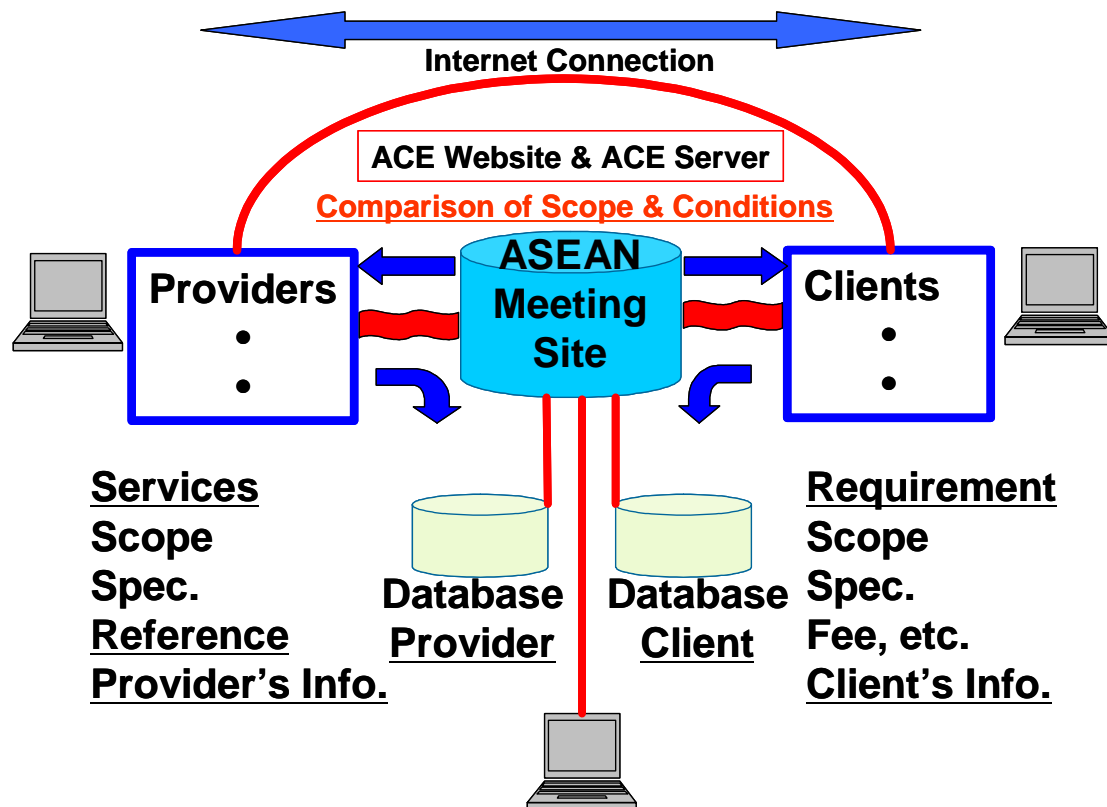 Internet Connection
ACE Website & ACE Server
Comparison of Scope & Conditions
Providers
•
•
ASEAN
Meeting
Site
Clients
•
•
Services
Scope
Spec.
Reference
Provider's Info.
Database
Provider
Database
Client
Requirement
Scope
Spec.
Fee, etc.
Client's Info.